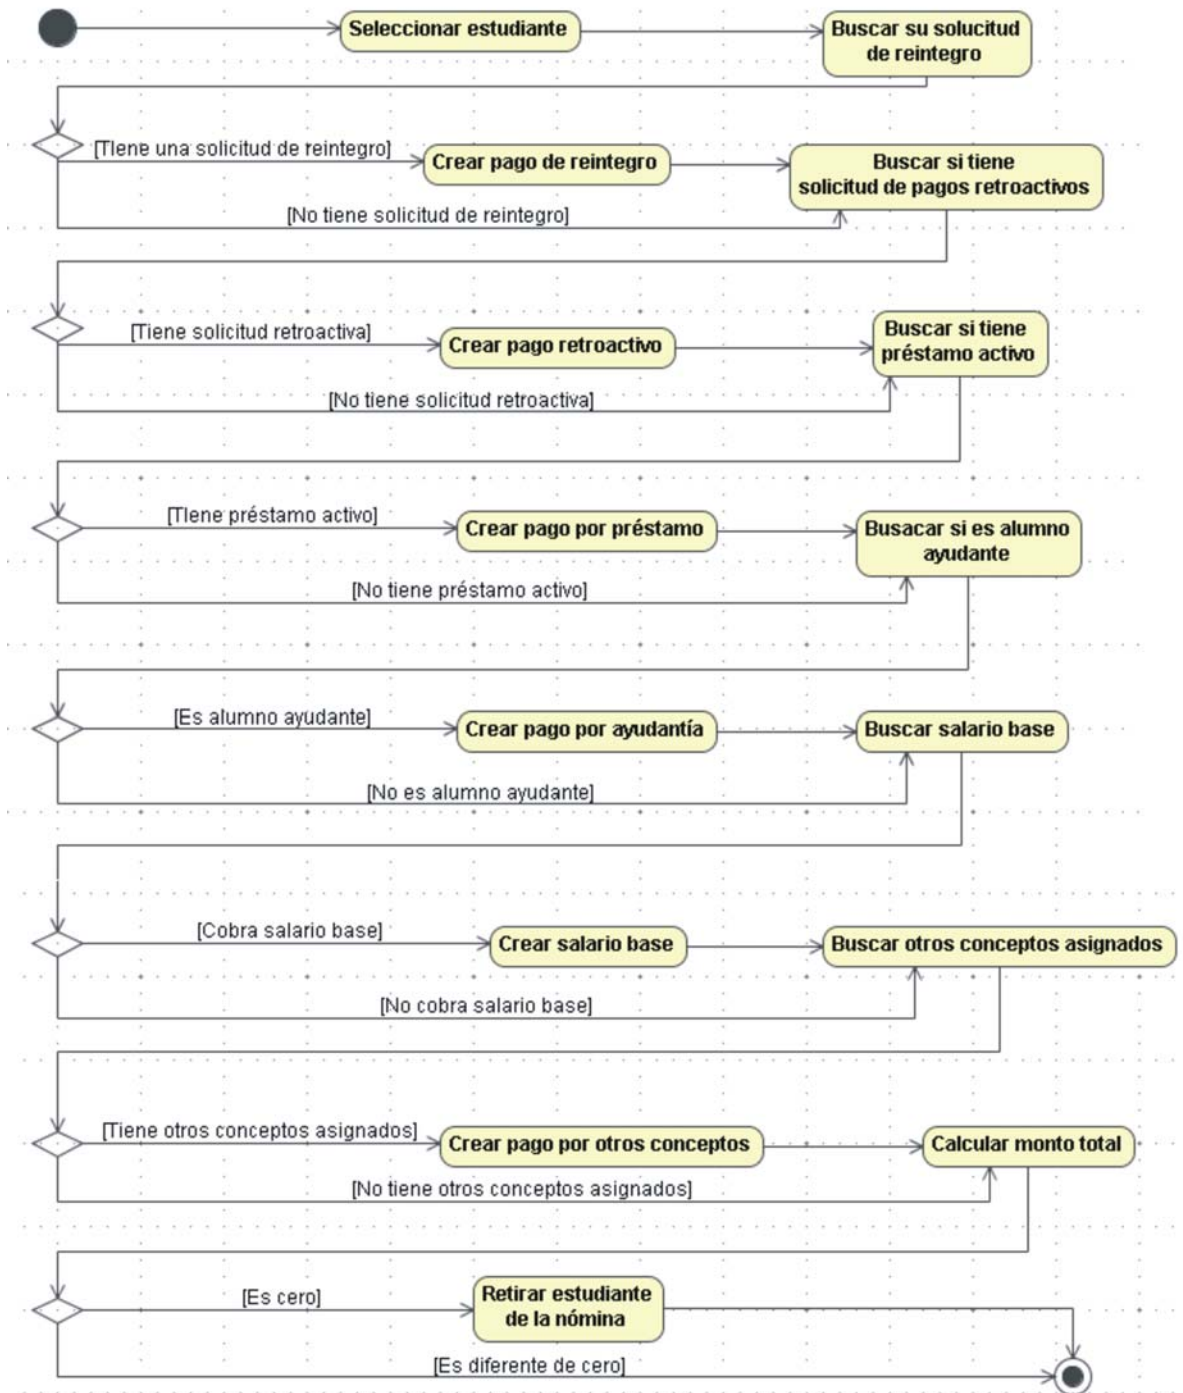 Seleccionar estudiante
Buscar su solucitud
de reintegro
[TIene una solicitud de reintegro]
Crear pago de reintegro
Buscar si tiene
solicitud de pagos retroactivos
[No tiene solicitud de reintegro]
[Tiene solicitud retroactiva]
Crear pago retroactivo
Buscar si tiene
préstamo activo
[No tiene solicitud retroactiva]
[TIene préstamo activo]
Crear pago por préstamo
Busacar si es alumno
ayudante
[No tiene préstamo activo]
[Es alumno ayudante]
Crear pago por ayudantía
Buscar salario base
[No es alumno ayudante]
[Cobra salario base]
Crear salario base
Buscar otros conceptos asignados
[No cobra salario base]
[Tiene otros conceptos asignados]
Crear pago por otros conceptos
Calcular monto total
[No tiene otros conceptos asignados]
[Es cero]
Retirar estudiante
de la nómina
[Es diferente de cero]